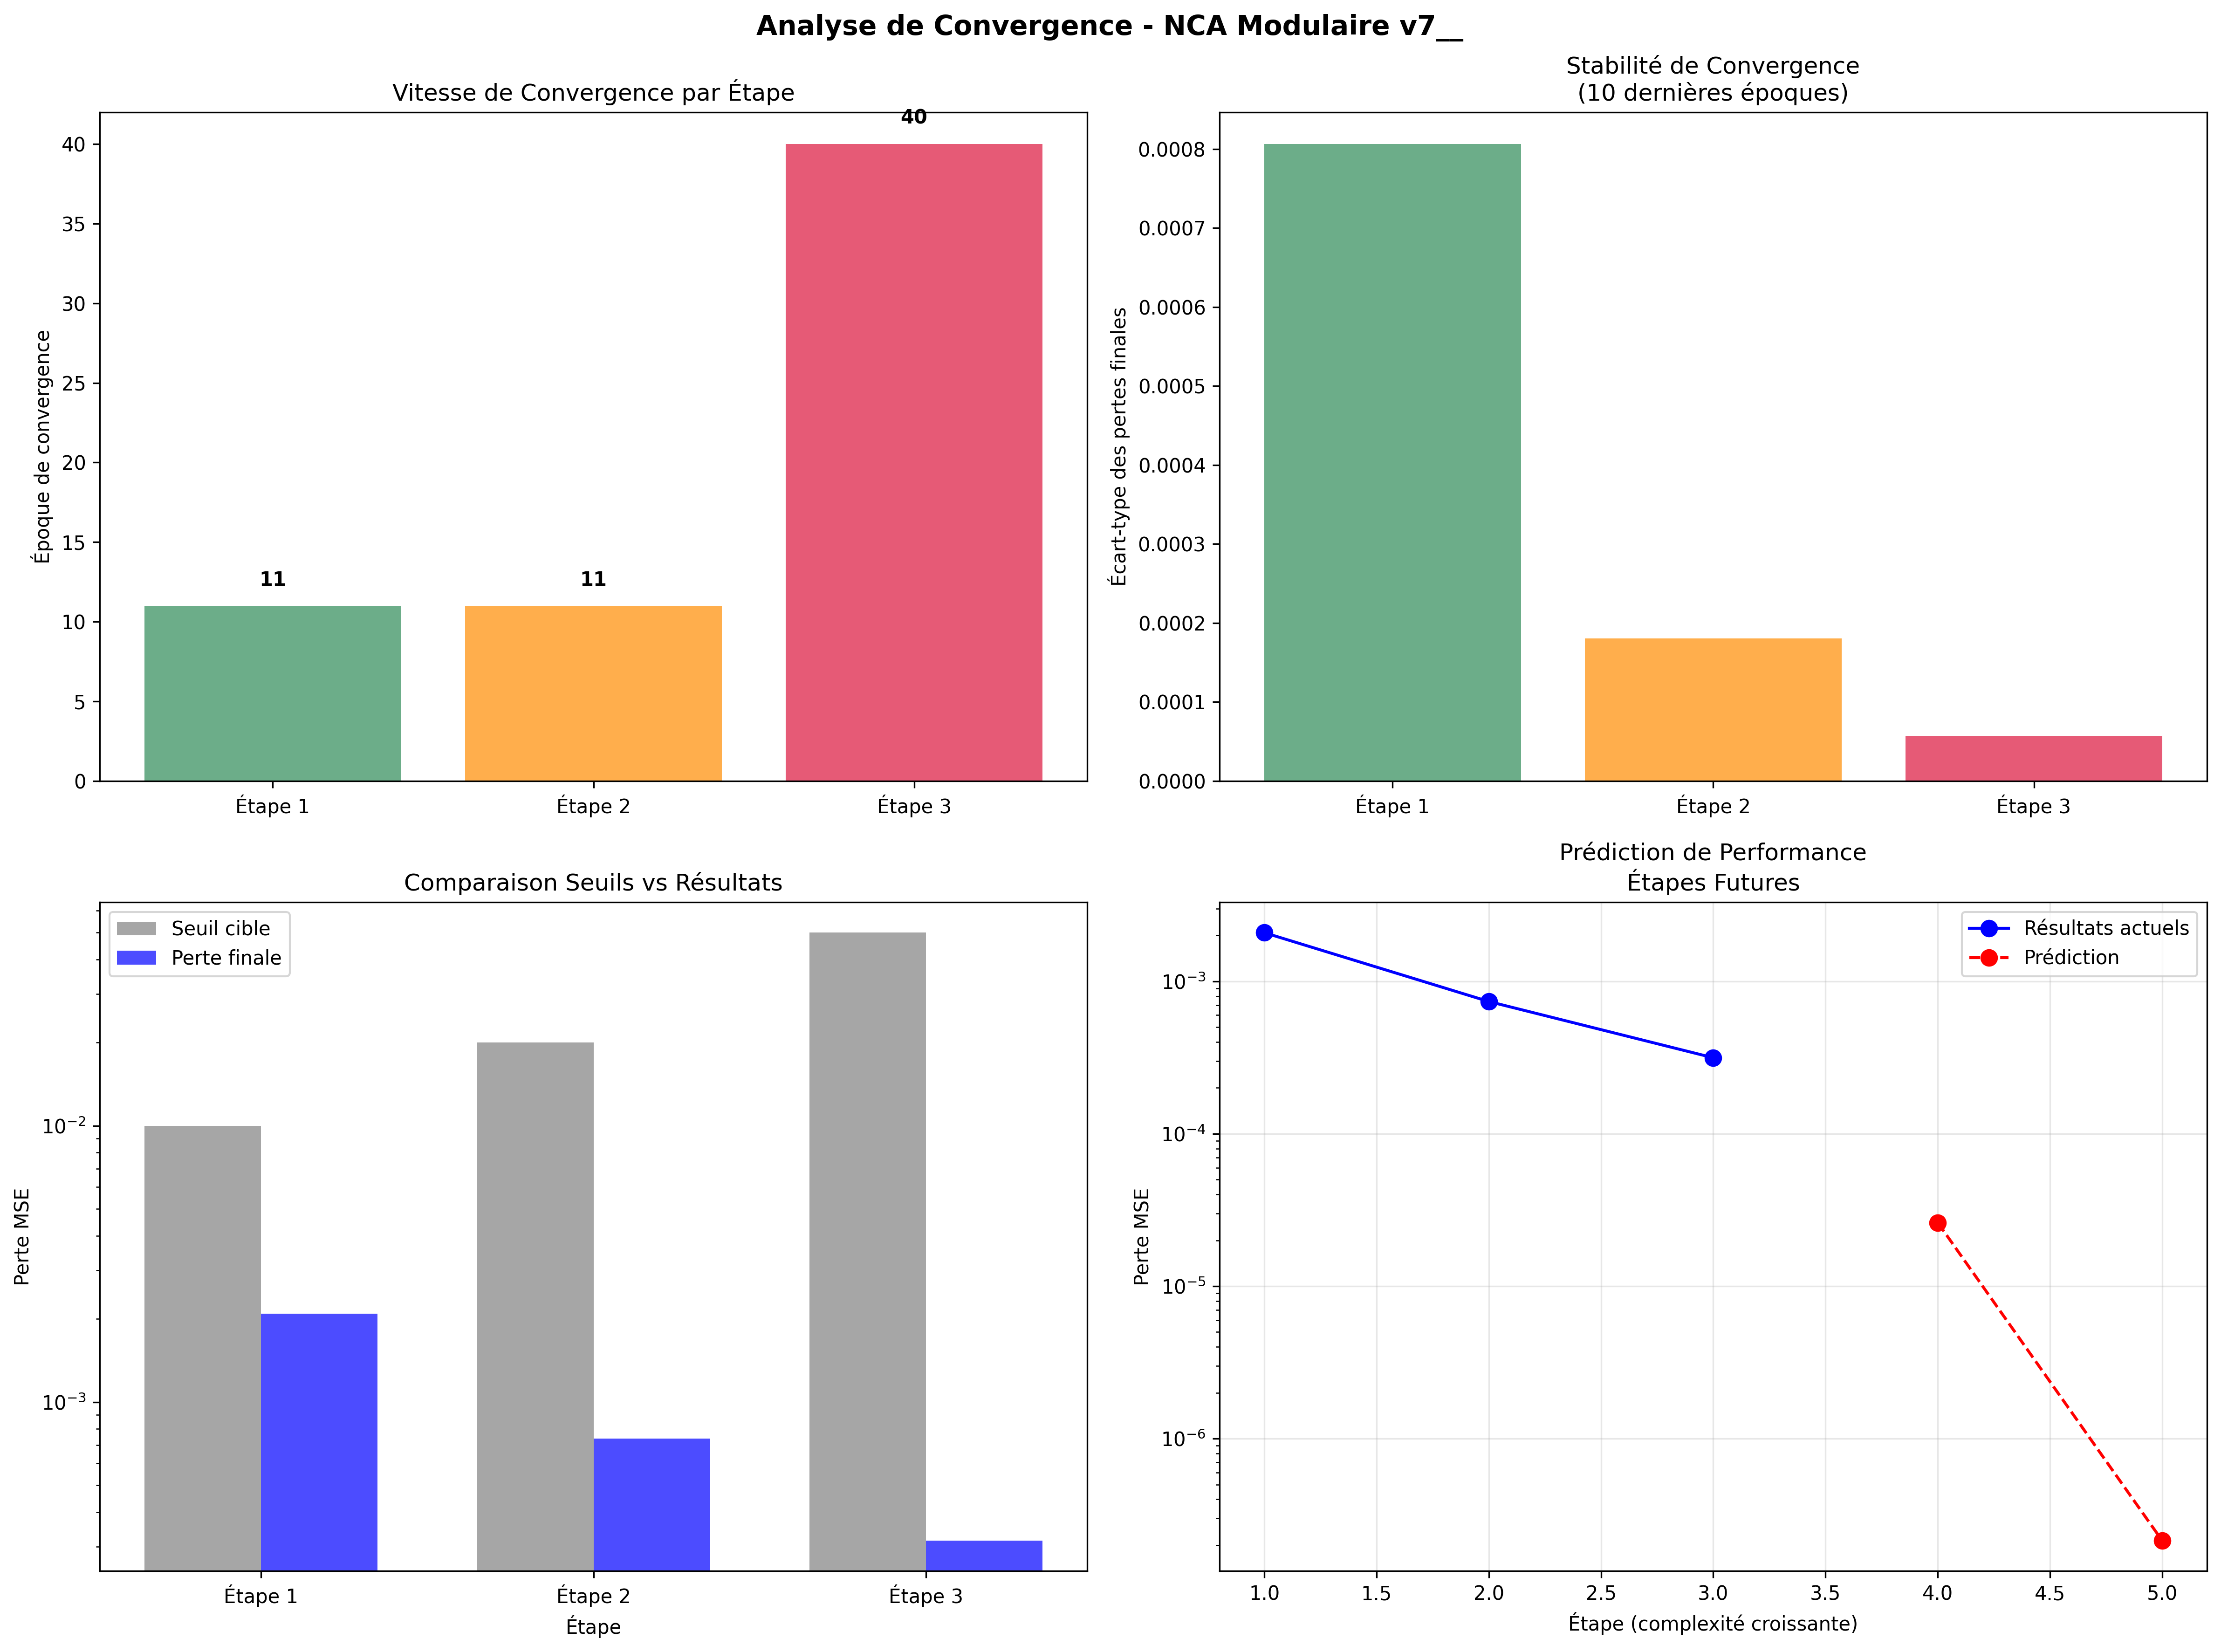 Analyse de Convergence - NCA Modulaire v7__
Vitesse de Convergence par Étape
Époque de convergence
40
35
30
25
20
15
10
5
0
11
11
40
Étape 1
Étape 2
Étape 3
Stabilité de Convergence
(10 dernières époques)
Écart-type des pertes finales
0.0008
0.0007
0.0006
0.0005
0.0004
0.0003
0.0002
0.0001
0.0000
Étape 1
Étape 2
Étape 3
Comparaison Seuils vs Résultats
Seuil cible
Perte finale
Perte MSE
10⁻²
10⁻³
Étape 1
Étape 2
Étape 3
Étape
Prédiction de Performance
Étapes Futures
Résultats actuels
Prédiction
Perte MSE
10⁻³
10⁻⁴
10⁻⁵
10⁻⁶
1.0
1.5
2.0
2.5
3.0
3.5
4.0
4.5
5.0
Étape (complexité croissante)